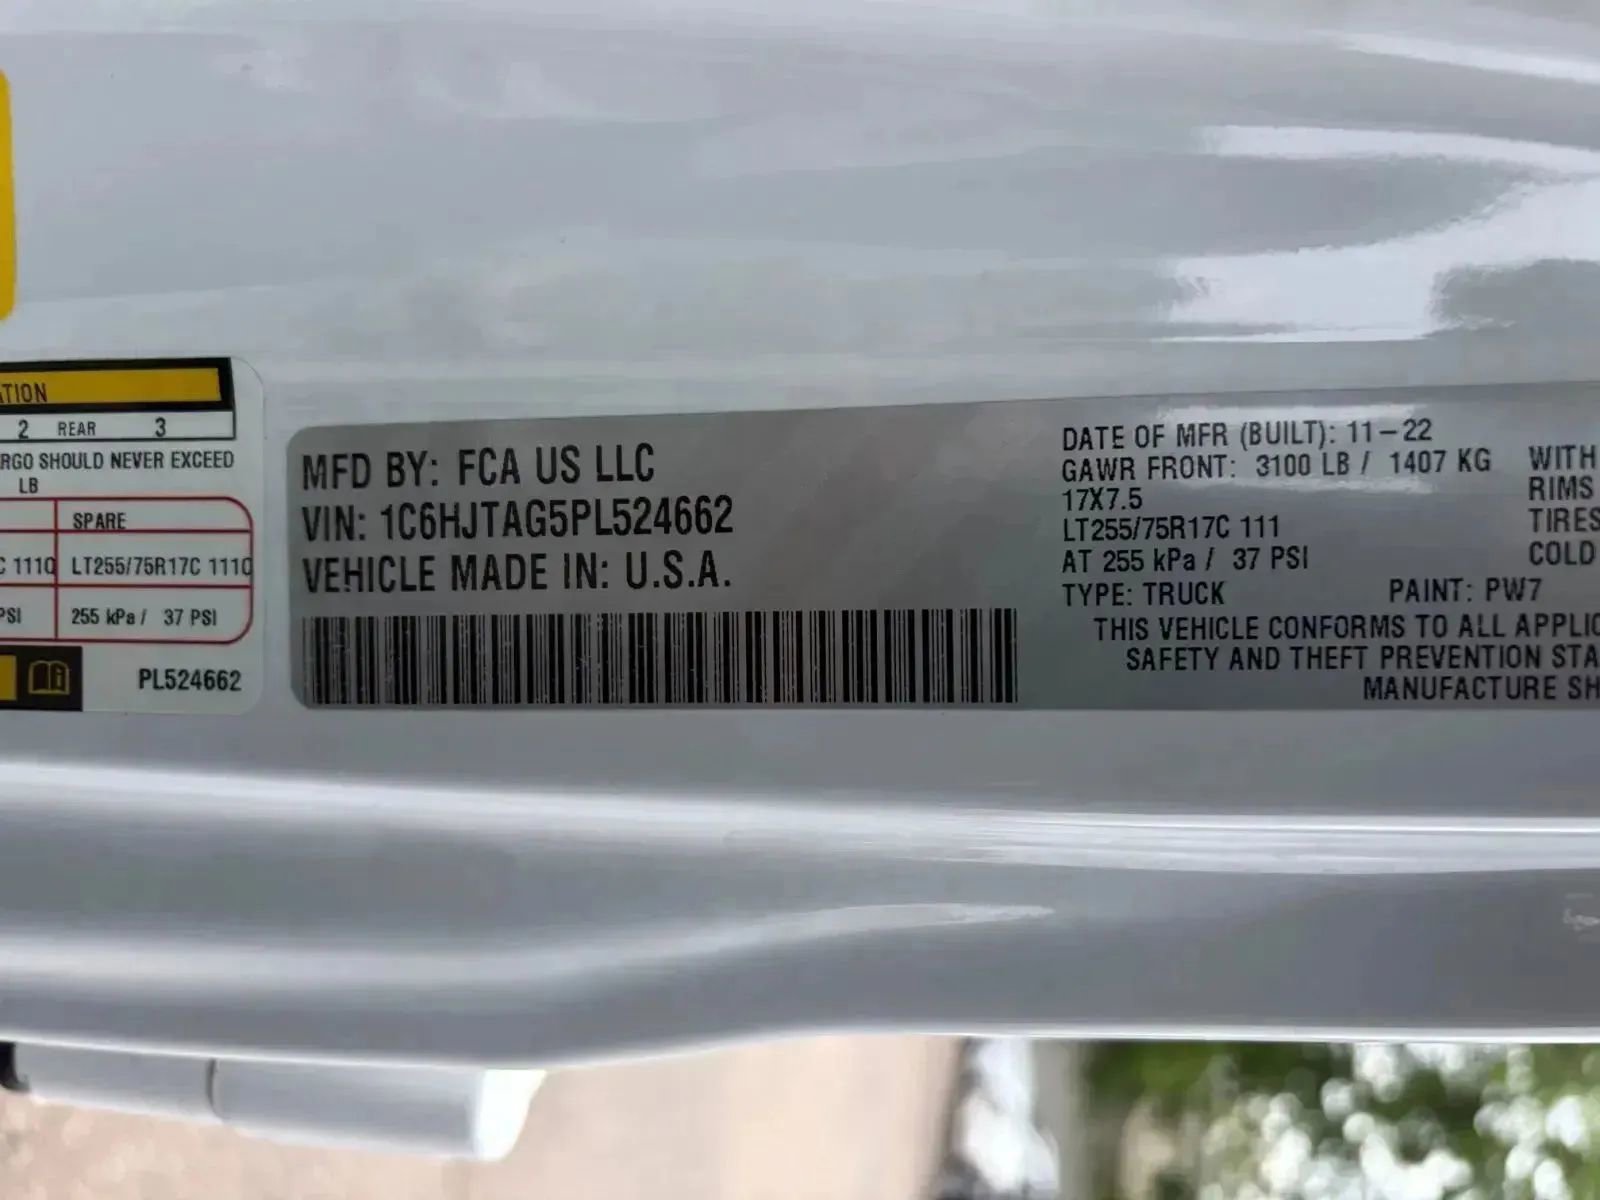 ATION
2 REAR 3
RGO SHOULD NEVER EXCEED
LB
SPARE
C 111Q LT255/75R17C 111Q
PSI 255 kPa / 37 PSI
PL524662
MFD BY: FCA US LLC
VIN: 1C6HJTAG5PL524662
VEHICLE MADE IN: U.S.A.
DATE OF MFR (BUILT): 11-22
GAWR FRONT: 3100 LB / 1407 KG WITH
17X7.5 RIMS
LT255/75R17C 111 TIRES
AT 255 kPa / 37 PSI COLD
TYPE: TRUCK PAINT: PW7
THIS VEHICLE CONFORMS TO ALL APPLIC
SAFETY AND THEFT PREVENTION STA
MANUFACTURE SH